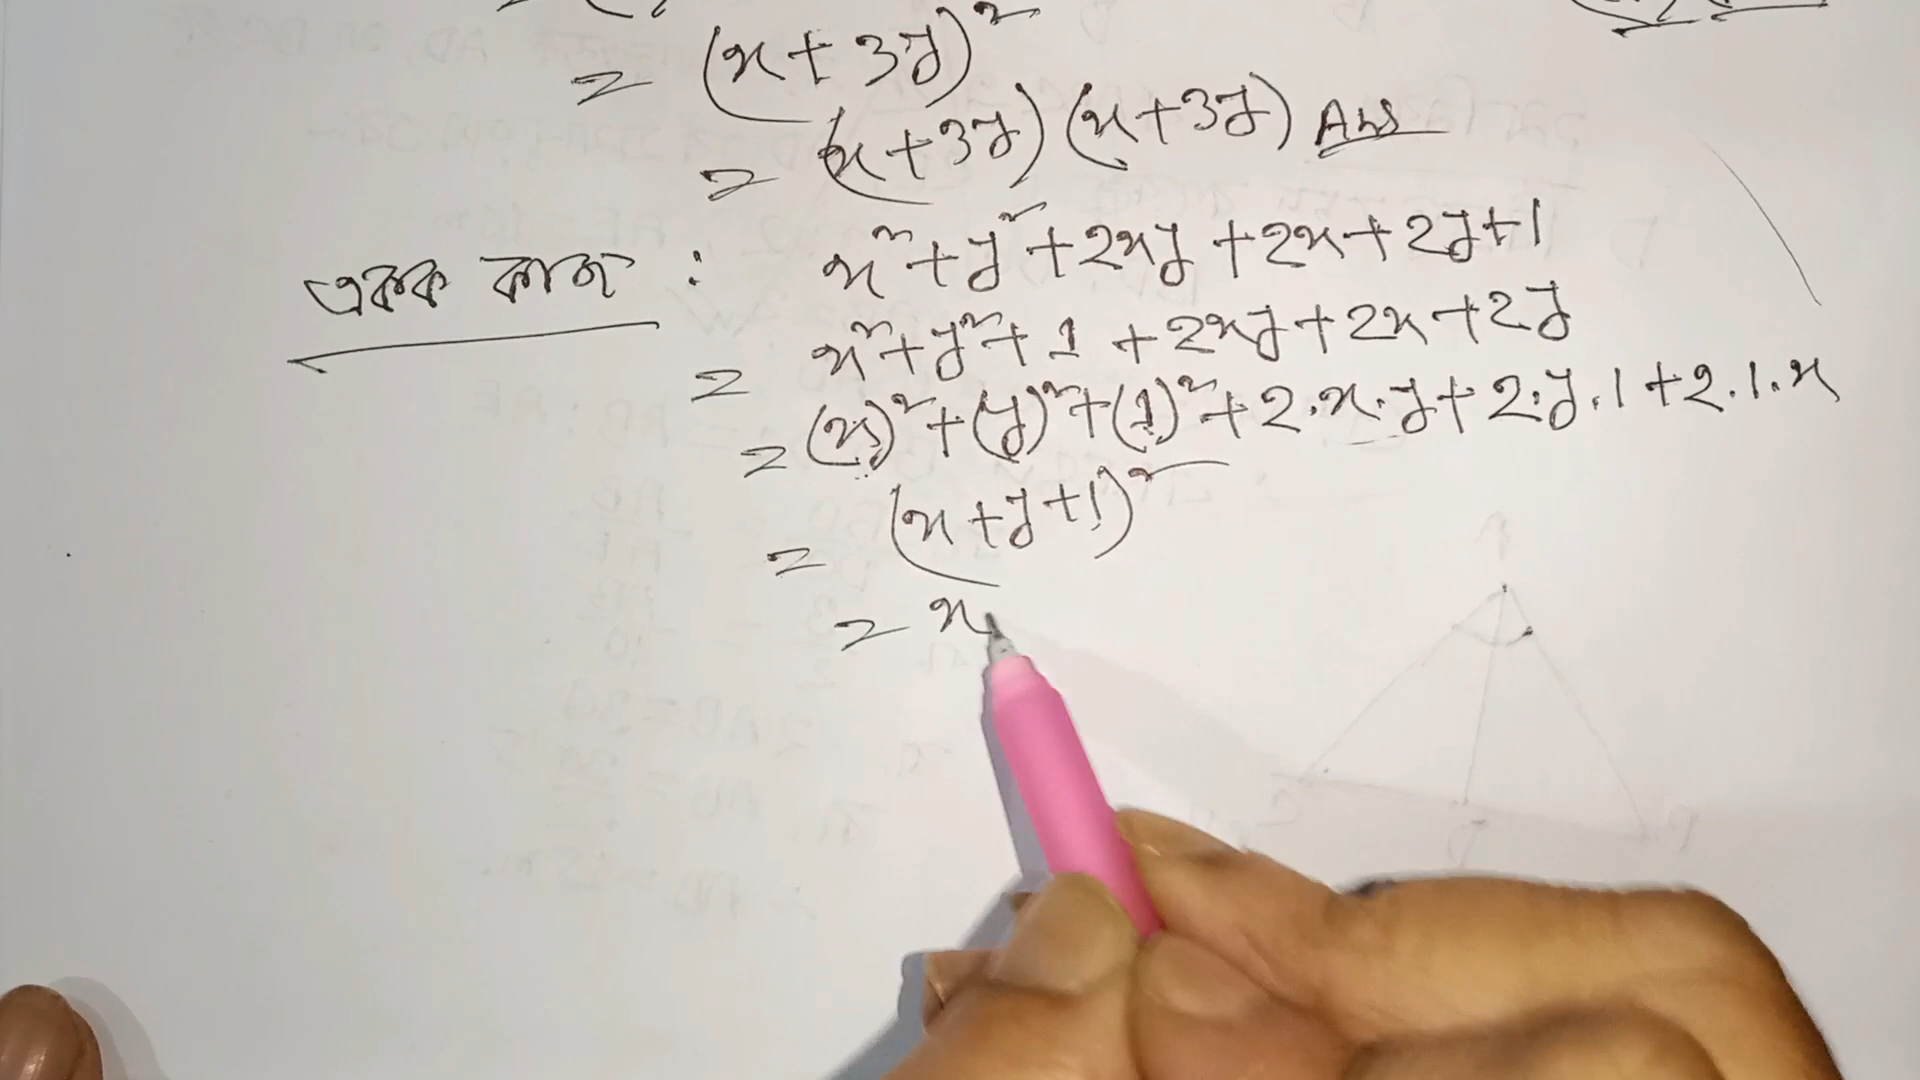 = (x+3y)²
= (x+3y)(x+3y) Ans
একক কাজ : x²+y²+2xy+2x+2y+1
= x²+y²+1+2xy+2x+2y
= (x)²+(y)²+(1)²+2.x.y+2.y.1+2.1.x
= (x+y+1)²
= x